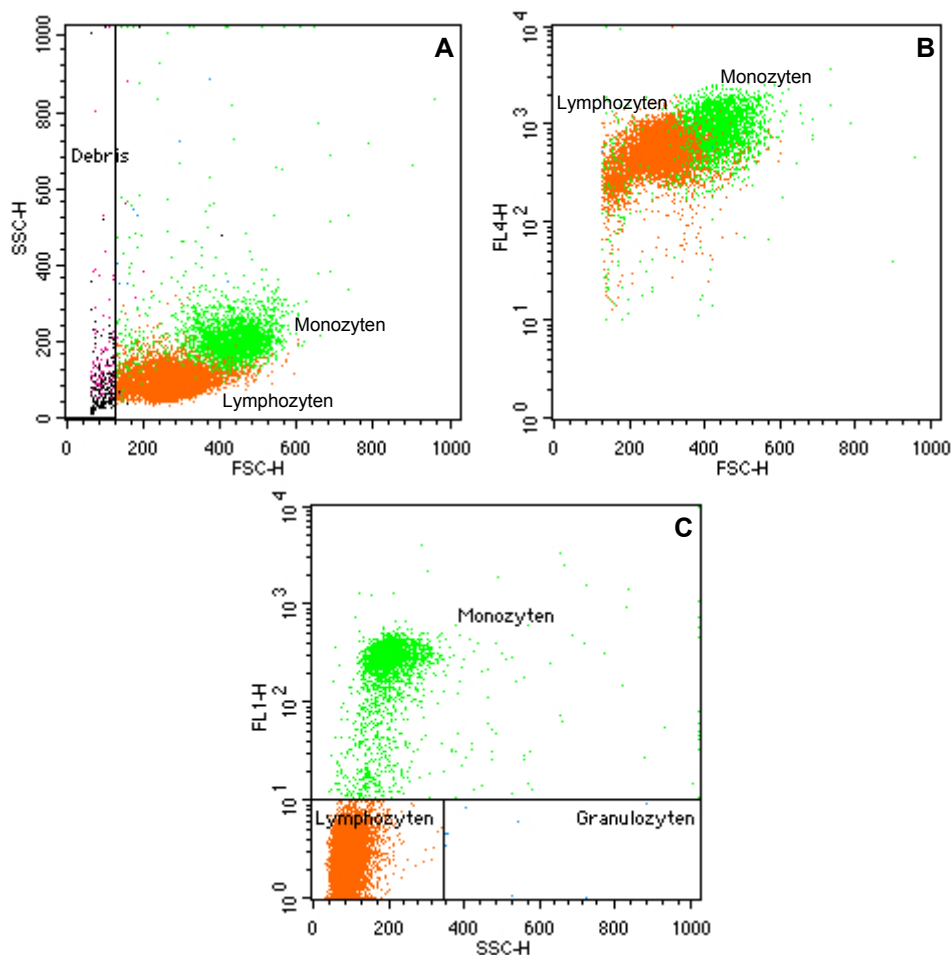 A
1000
800
600
400
200
0
SSC-H
Debris
Monozyten
Lymphozyten
0 200 400 600 800 1000
FSC-H
B
10^4
10^3
10^2
10^1
10^0
FL4-H
Monozyten
Lymphozyten
0 200 400 600 800 1000
FSC-H
C
10^4
10^3
10^2
10^1
10^0
FL1-H
Monozyten
Lymphozyten Granulozyten
0 200 400 600 800 1000
SSC-H